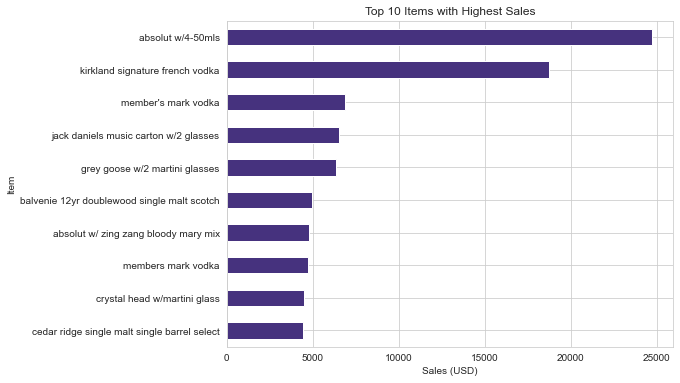 Top 10 Items with Highest Sales
absolut w/4-50mls
kirkland signature french vodka
member's mark vodka
jack daniels music carton w/2 glasses
grey goose w/2 martini glasses
balvenie 12yr doublewood single malt scotch
absolut w/ zing zang bloody mary mix
members mark vodka
crystal head w/martini glass
cedar ridge single malt single barrel select
Item
0 5000 10000 15000 20000 25000
Sales (USD)